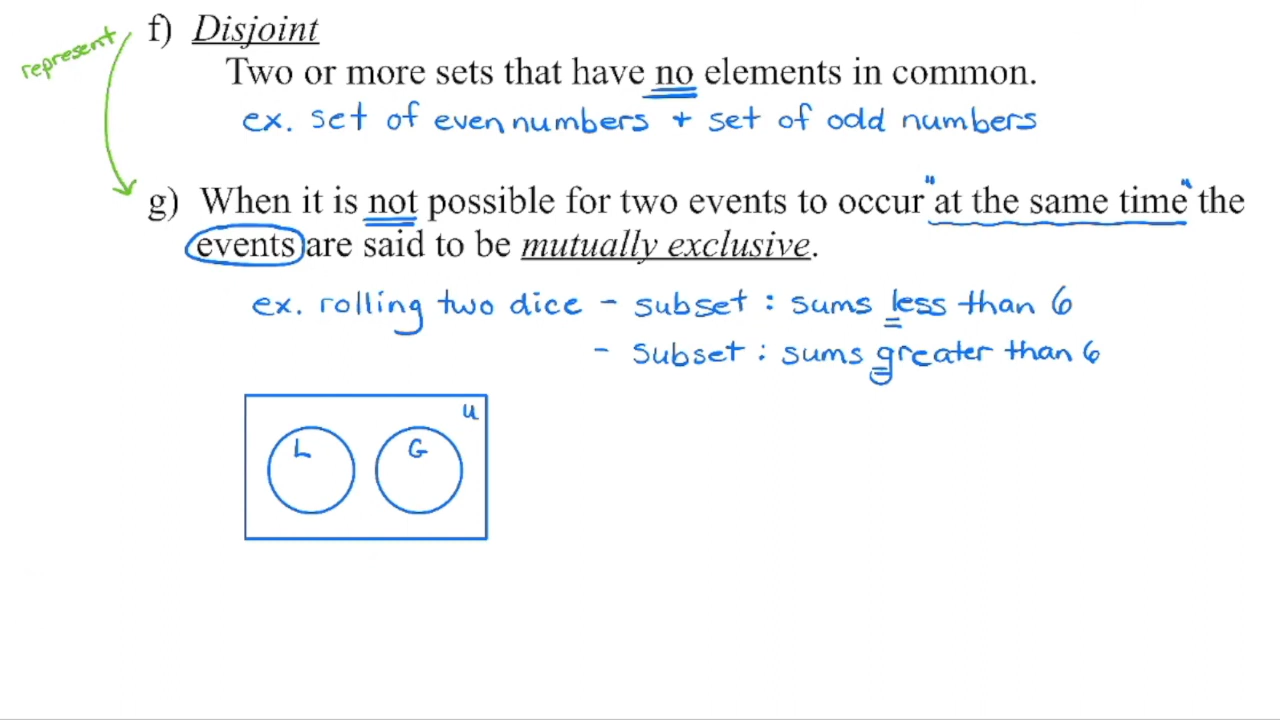 represent
f) Disjoint
Two or more sets that have no elements in common.
ex. set of even numbers + set of odd numbers
g) When it is not possible for two events to occur "at the same time" the
events are said to be mutually exclusive.
ex. rolling two dice - subset : sums less than 6
- subset : sums greater than 6
U
L G